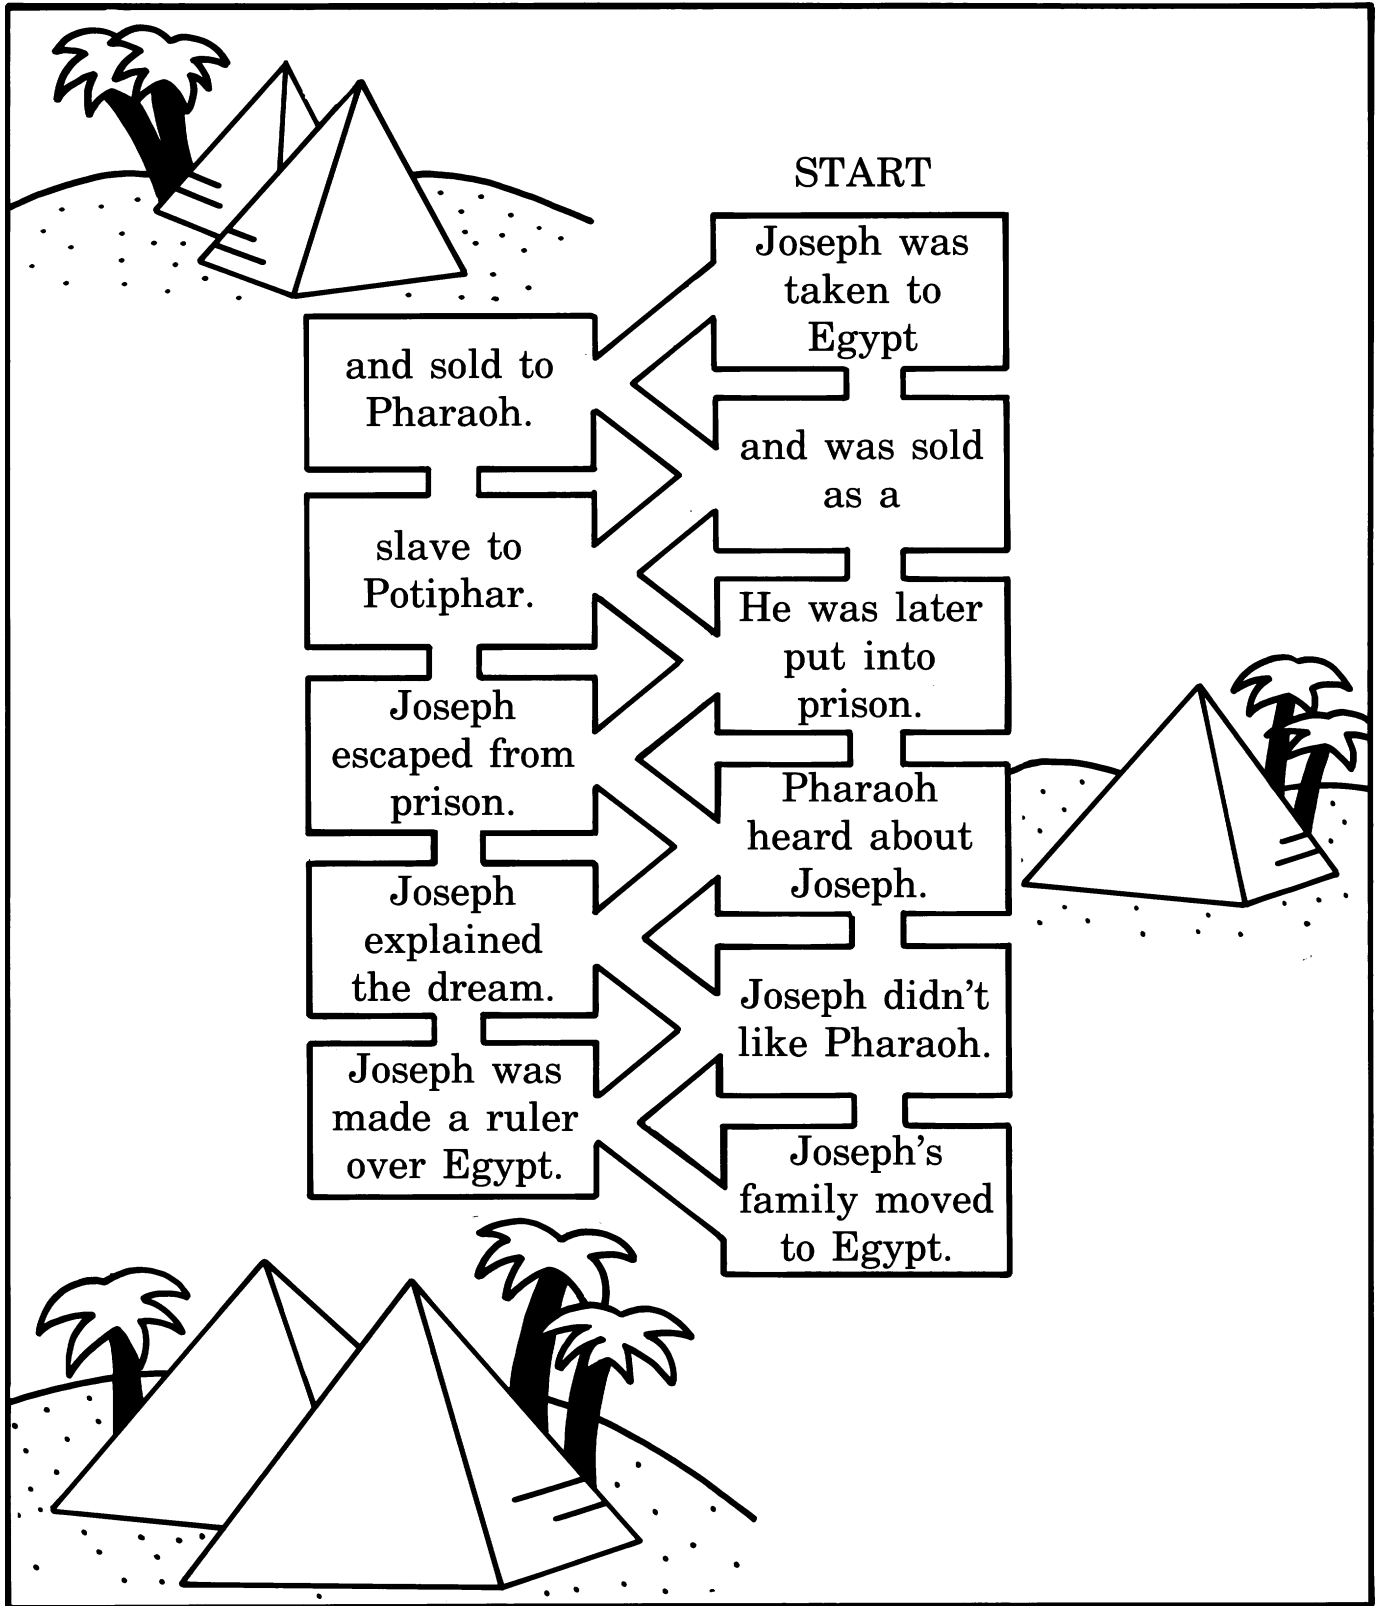 START
Joseph was
taken to
Egypt
and sold to
Pharaoh.
and was sold
as a
slave to
Potiphar.
He was later
put into
prison.
Joseph
escaped from
prison.
Pharaoh
heard about
Joseph.
Joseph
explained
the dream.
Joseph didn't
like Pharaoh.
Joseph was
made a ruler
over Egypt.
Joseph's
family moved
to Egypt.